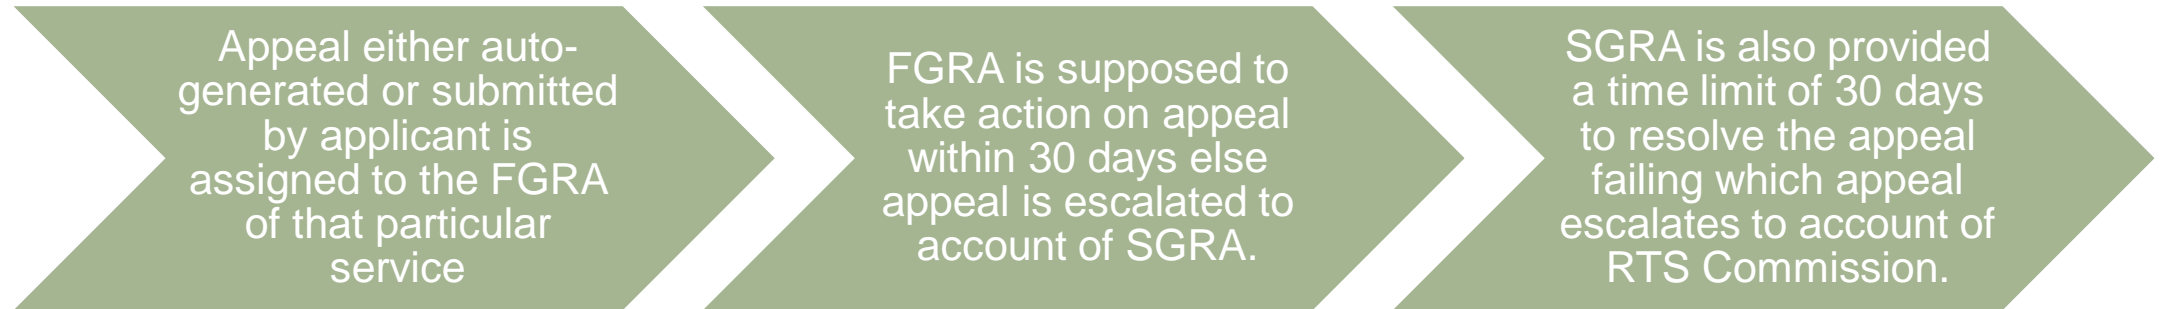 Appeal either auto-
generated or submitted
by applicant is
assigned to the FGRA
of that particular
service
FGRA is supposed to
take action on appeal
within 30 days else
appeal is escalated to
account of SGRA.
SGRA is also provided
a time limit of 30 days
to resolve the appeal
failing which appeal
escalates to account of
RTS Commission.